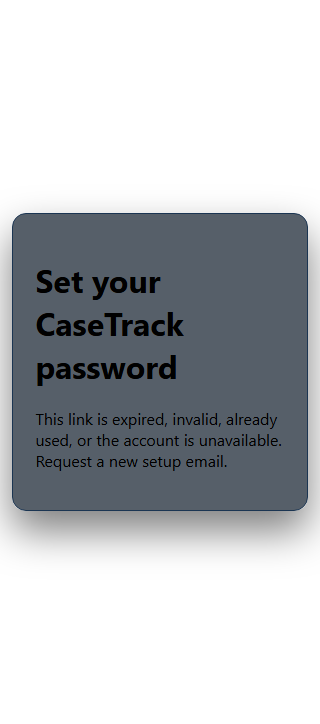 Set your
CaseTrack
password
This link is expired, invalid, already
used, or the account is unavailable.
Request a new setup email.